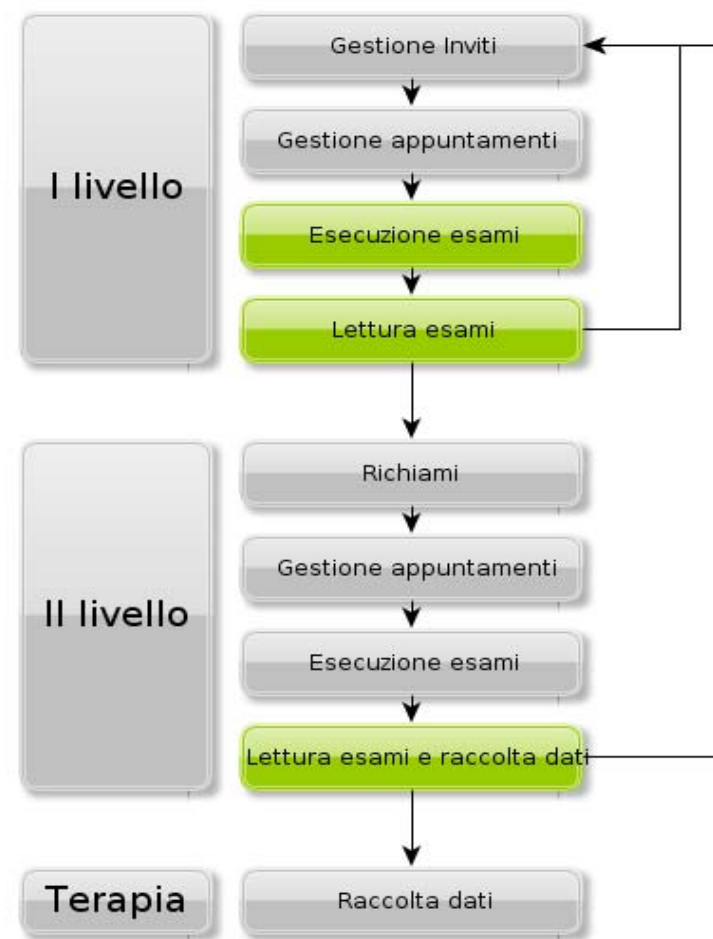 I livello
Gestione Inviti
Gestione appuntamenti
Esecuzione esami
Lettura esami
II livello
Richiami
Gestione appuntamenti
Esecuzione esami
Lettura esami e raccolta dati
Terapia
Raccolta dati